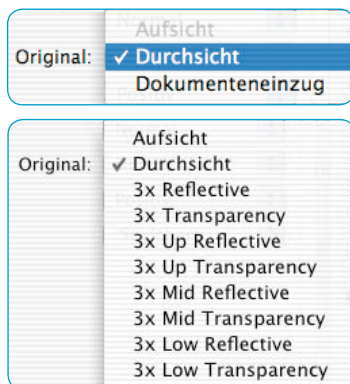 Aufsicht
Original: ✓ Durchsicht
Dokumenteneinzug
Aufsicht
Original: ✓ Durchsicht
3x Reflective
3x Transparency
3x Up Reflective
3x Up Transparency
3x Mid Reflective
3x Mid Transparency
3x Low Reflective
3x Low Transparency